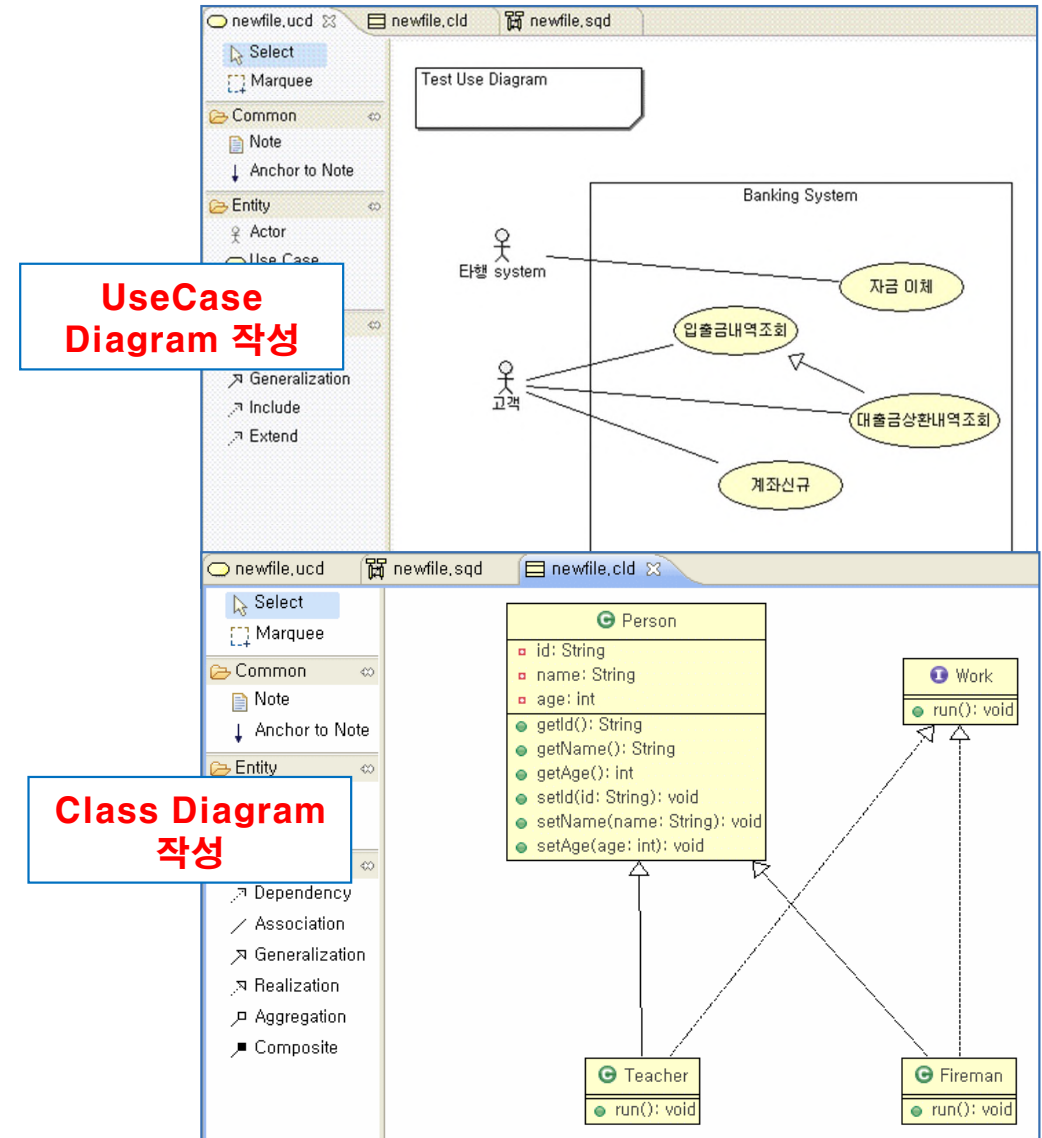 newfile.ucd
newfile.cld
newfile.sqd
Select
Marquee
Common
Note
Anchor to Note
Entity
Actor
Use Case
UseCase
Diagram 작성
Generalization
Include
Extend
Test Use Diagram
Banking System
타행 system
자금 이체
입출금내역조회
고객
대출금상환내역조회
계좌신규
newfile.ucd
newfile.sqd
newfile.cld
Select
Marquee
Common
Note
Anchor to Note
Entity
Class Diagram
작성
Dependency
Association
Generalization
Realization
Aggregation
Composite
Person
id: String
name: String
age: int
getId(): String
getName(): String
getAge(): int
setId(id: String): void
setName(name: String): void
setAge(age: int): void
Work
run(): void
Teacher
run(): void
Fireman
run(): void